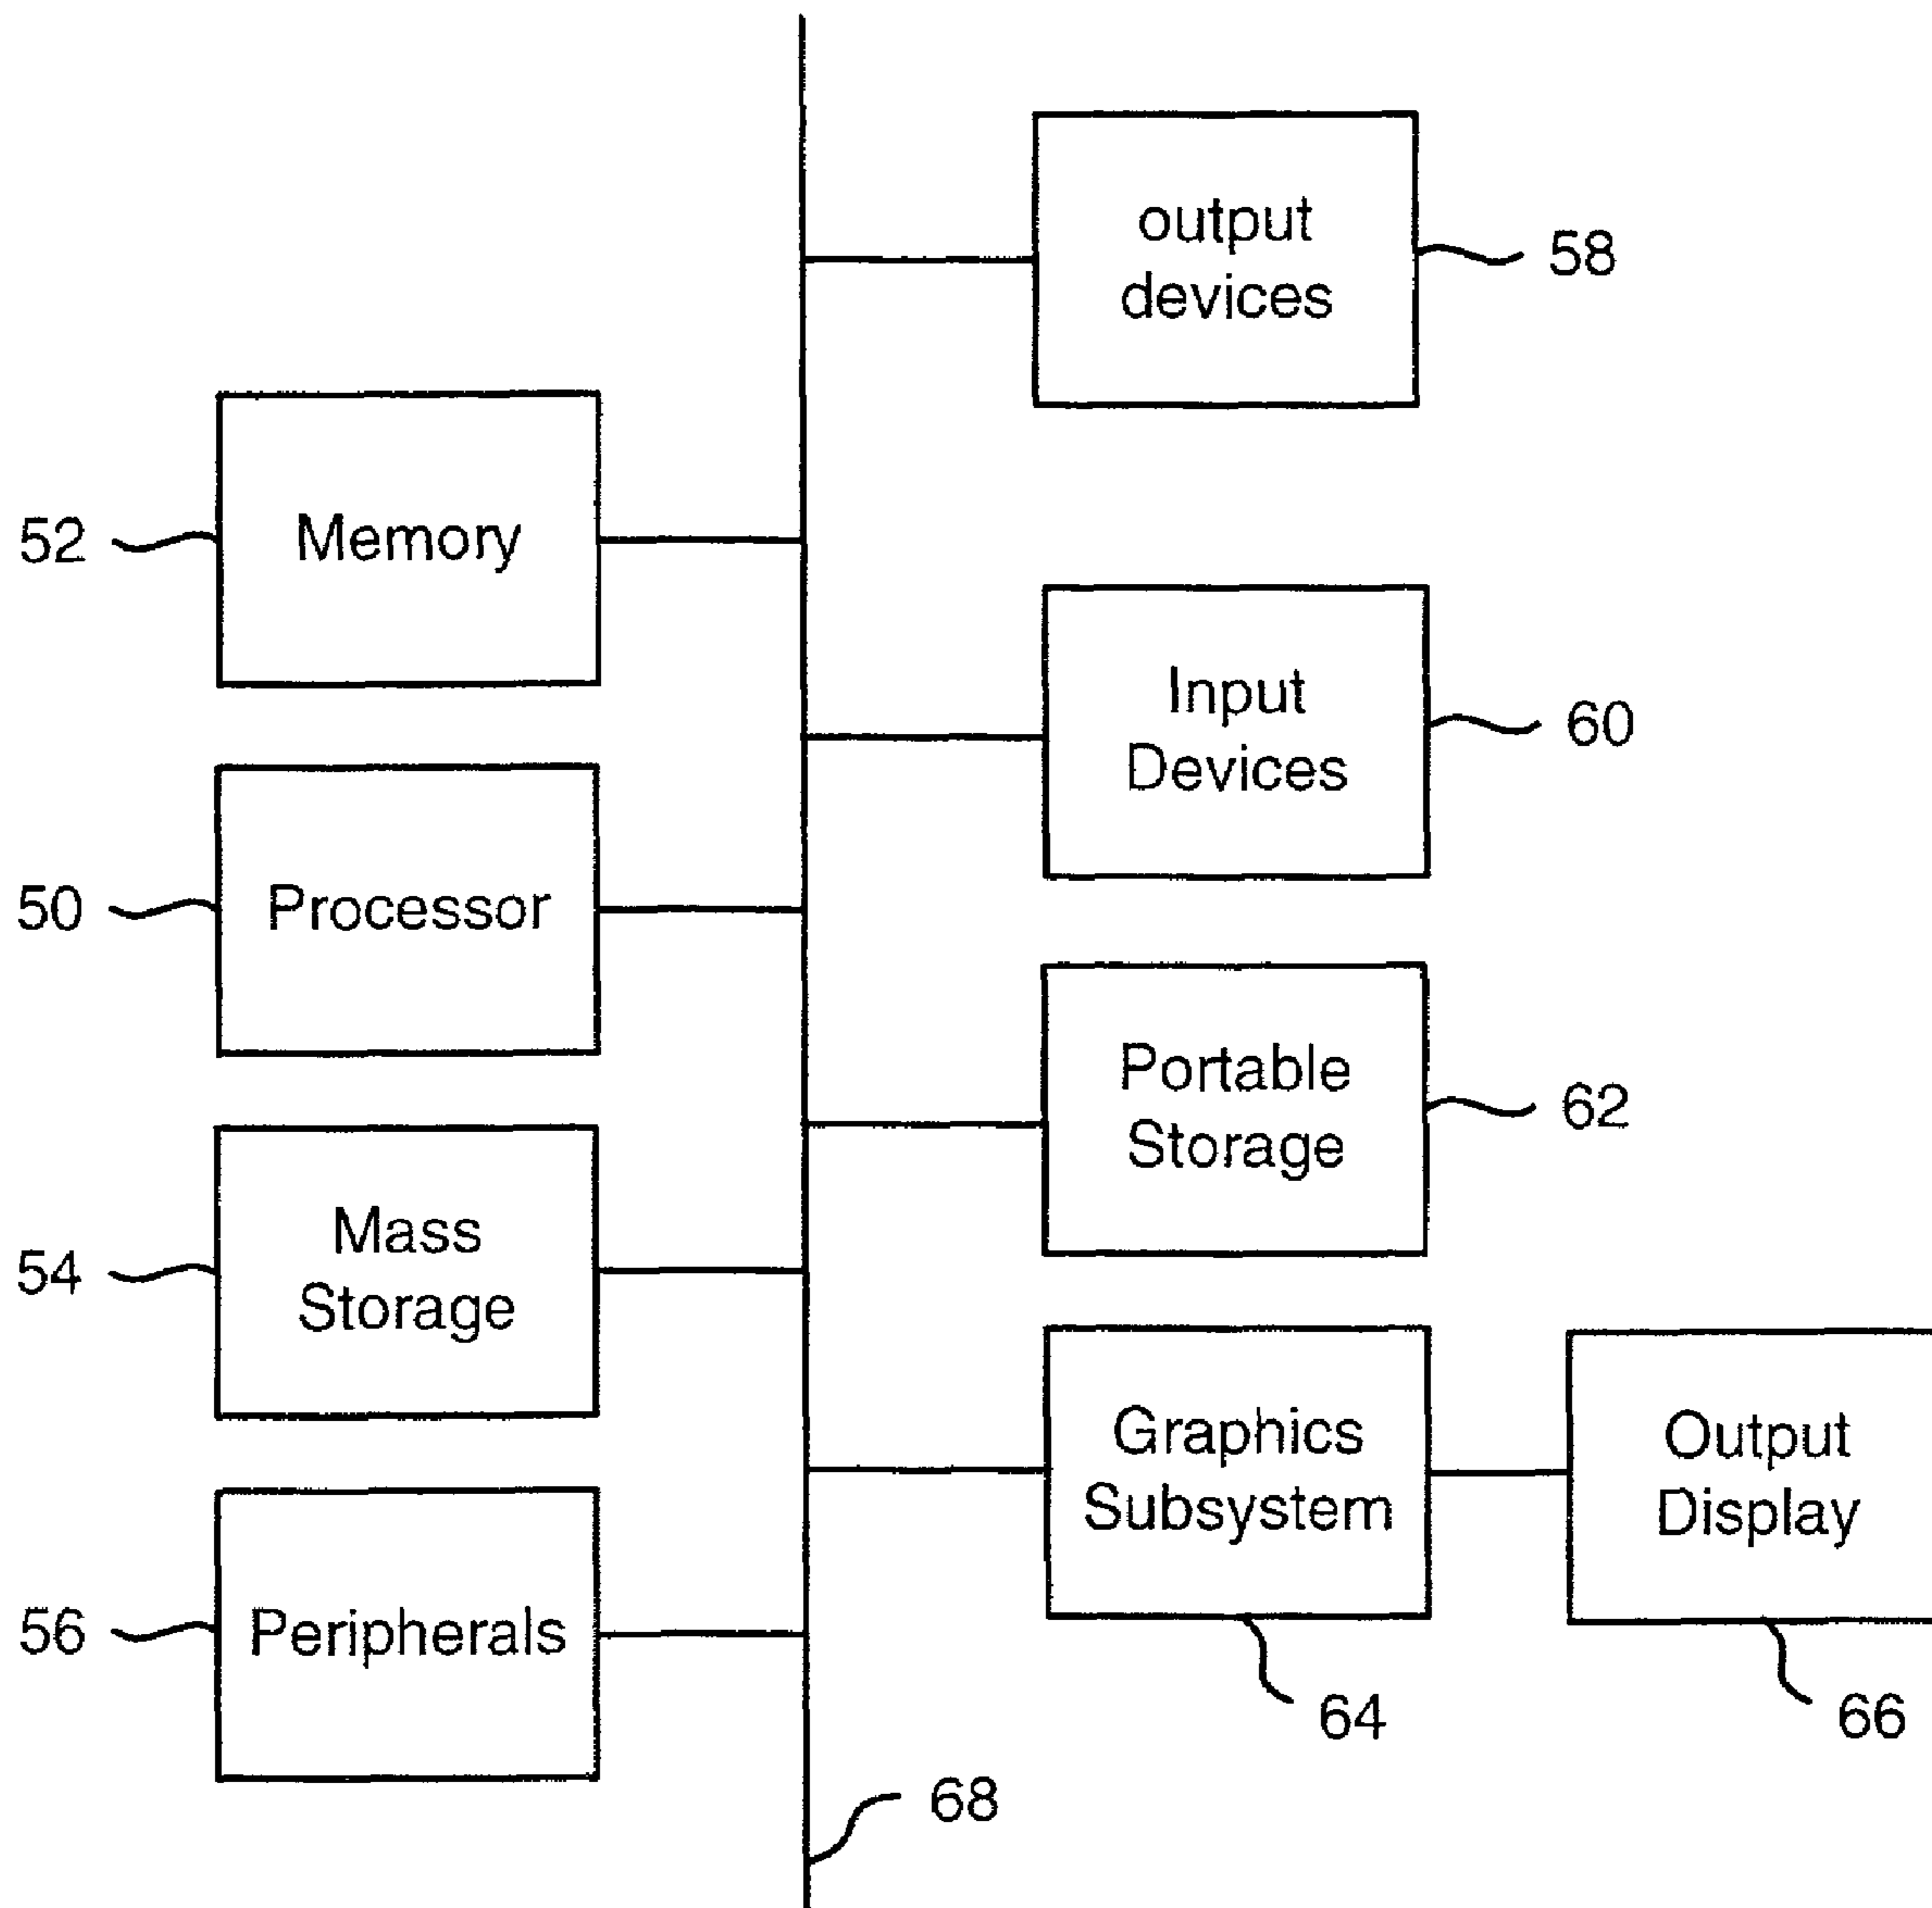 output
devices
58
52
Memory
Input
Devices
60
50
Processor
Portable
Storage
62
54
Mass
Storage
Graphics
Subsystem
Output
Display
56
Peripherals
64
66
68